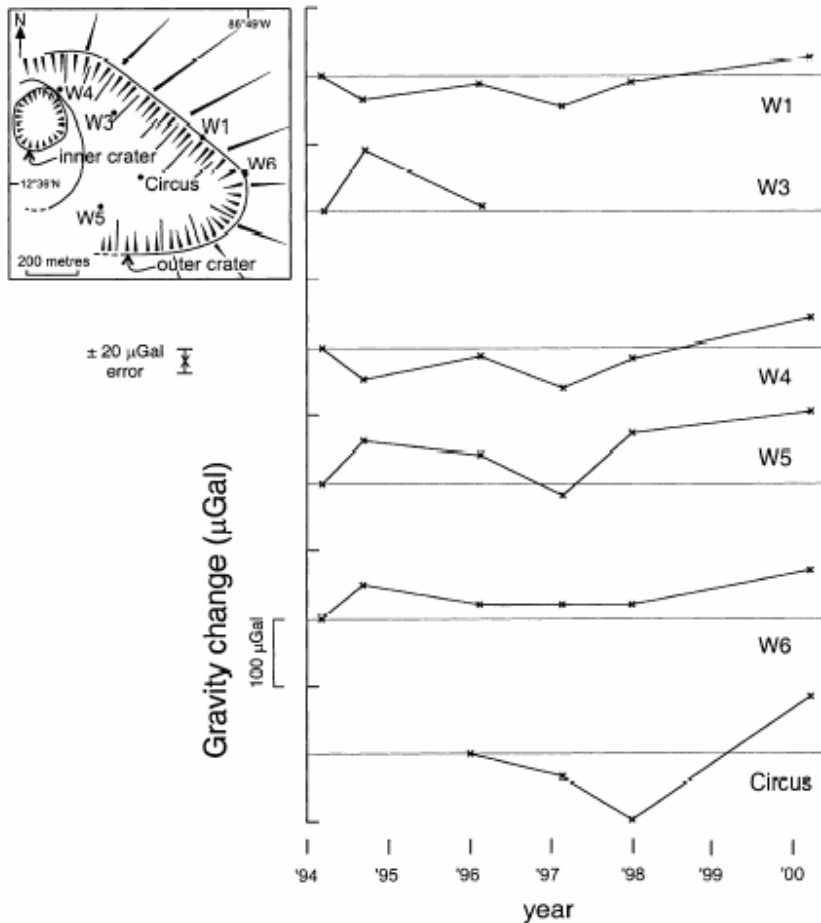 N
86°49'W
W4
W3
W1
inner crater
W6
12°36'N
Circus
W5
outer crater
200 metres
± 20 μGal
error
W1
W3
W4
W5
W6
Circus
Gravity change (μGal)
100 μGal
'94
'95
'96
'97
'98
'99
'00
year